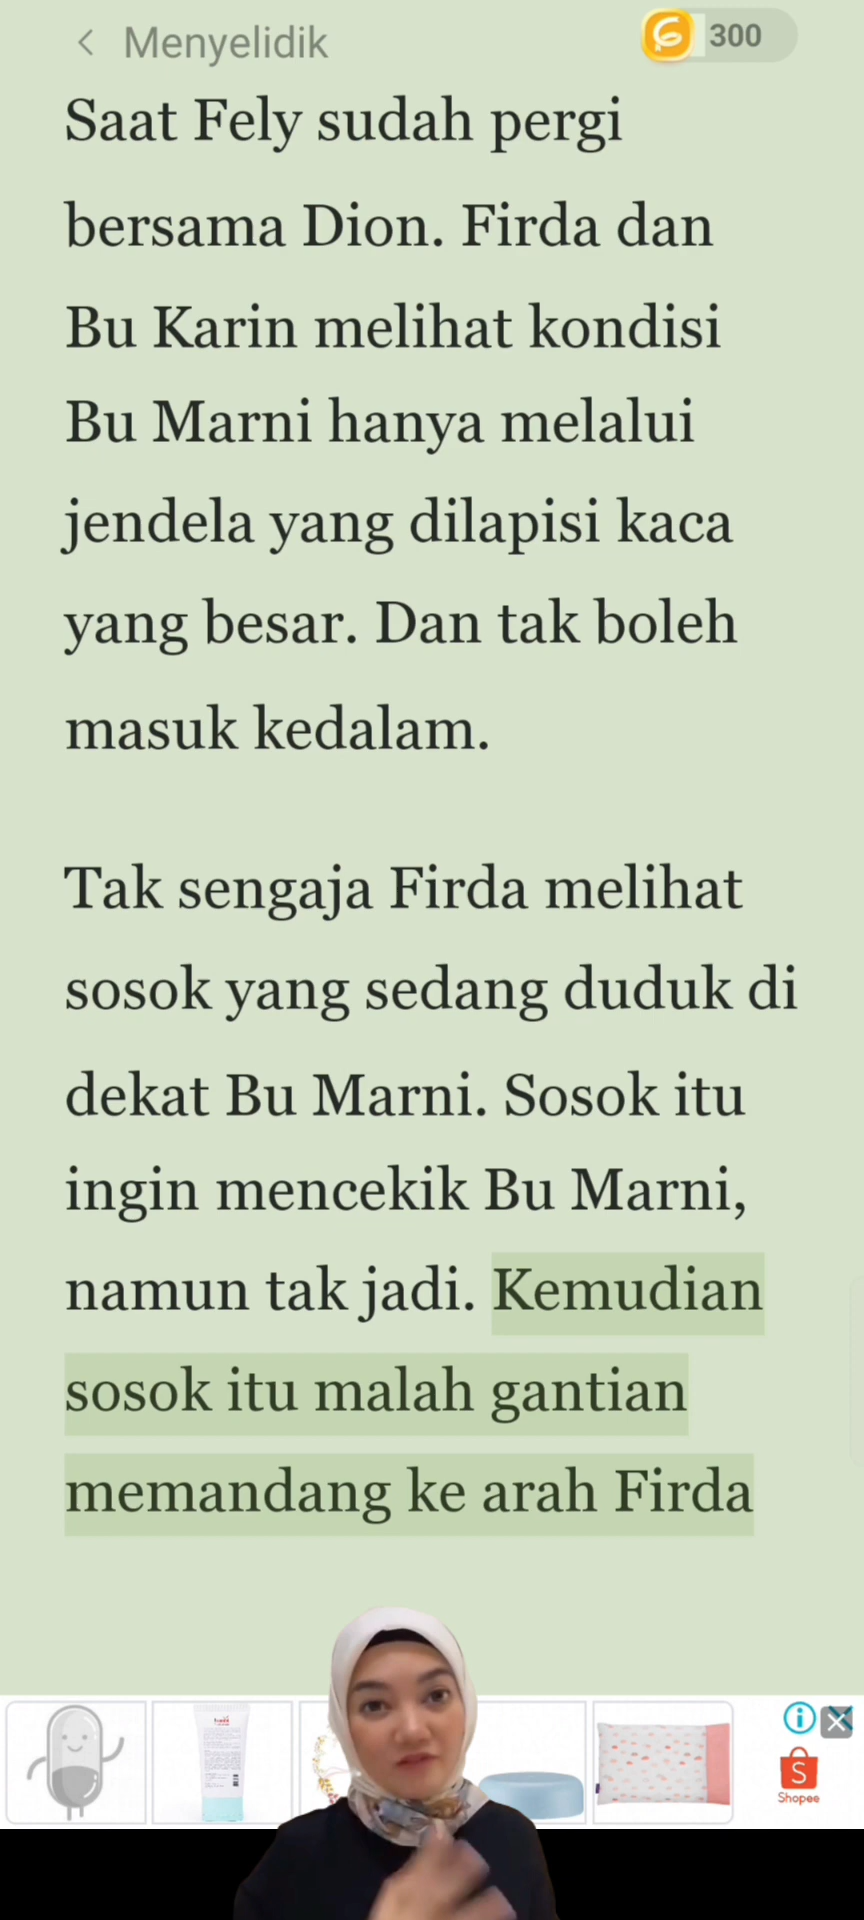 Menyelidik
300
Saat Fely sudah pergi
bersama Dion. Firda dan
Bu Karin melihat kondisi
Bu Marni hanya melalui
jendela yang dilapisi kaca
yang besar. Dan tak boleh
masuk kedalam.
Tak sengaja Firda melihat
sosok yang sedang duduk di
dekat Bu Marni. Sosok itu
ingin mencekik Bu Marni,
namun tak jadi. Kemudian
sosok itu malah gantian
memandang ke arah Firda
Shopee